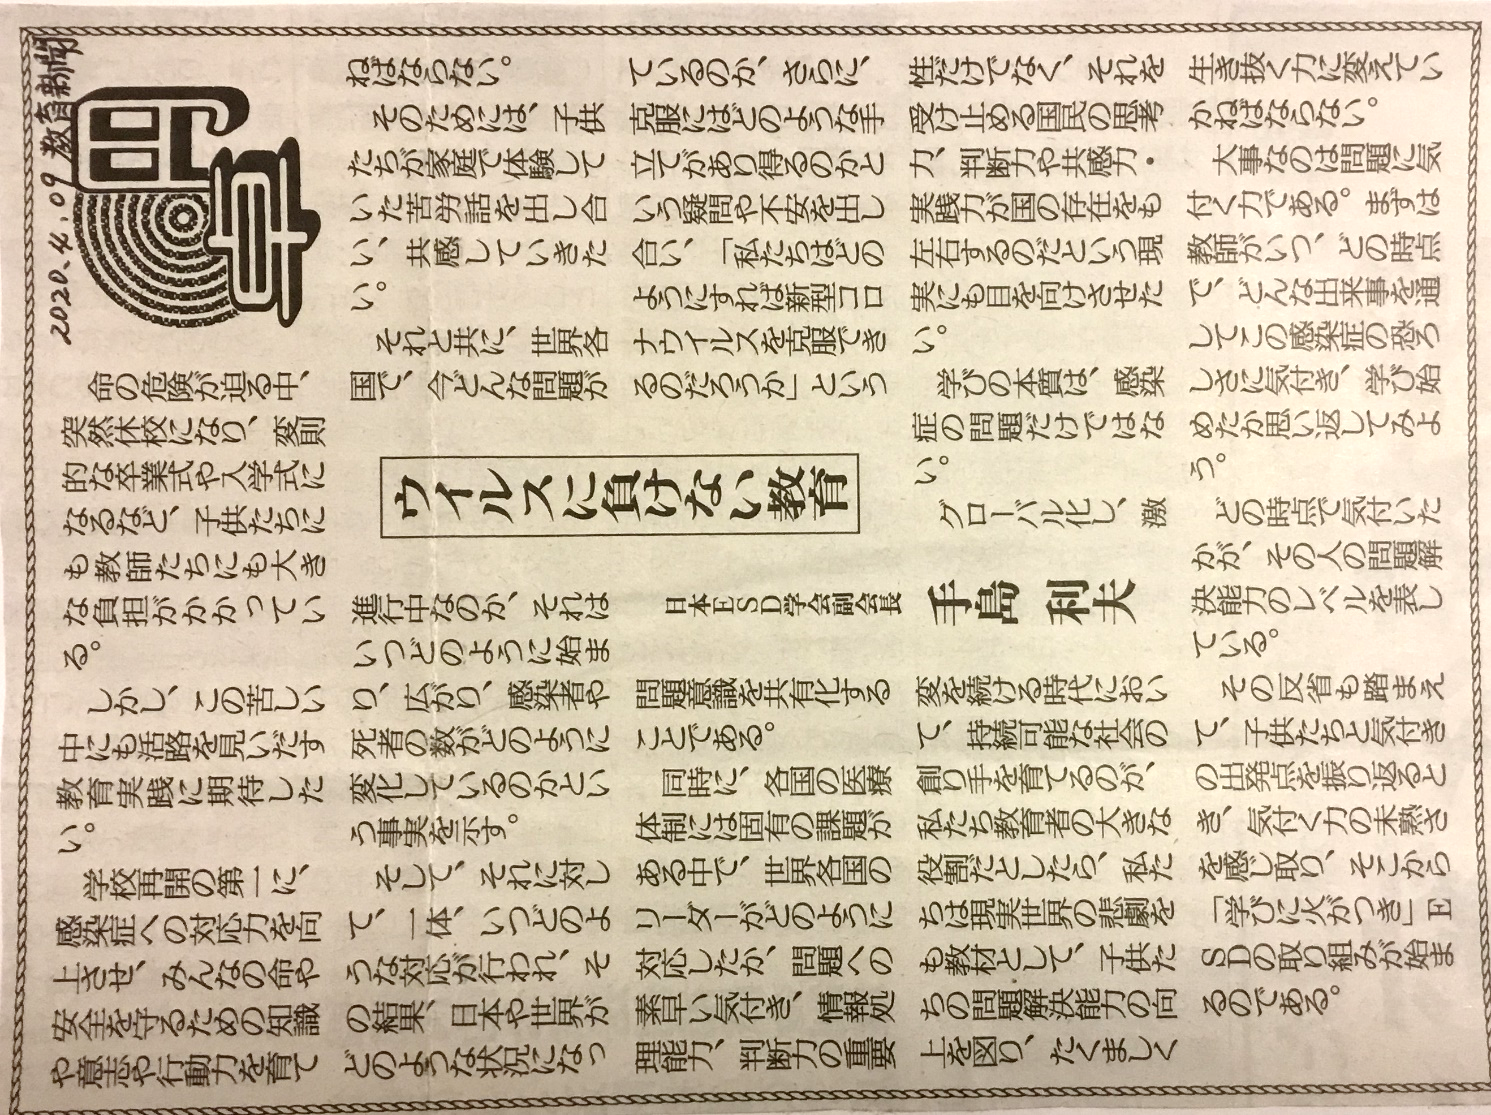 2020.4.09 教育新聞
円卓
命の危険が迫る中、
突然休校になり、変則
的な卒業式や入学式に
なるなど、子供たちに
も教師たちにも大き
な負担がかかってい
る。
しかし、この苦しい
中にも活路を見いだす
教育実践に期待した
い。
学校再開の第一に、
感染症への対応力を向
上させ、みんなの命や
安全を守るための知識
や意志や行動力を育て
ねばならない。
そのためには、子供
たちが家庭で体験して
いた苦労話を出し合
い、共感していきた
い。
それと共に、世界各
国で、今どんな問題が
ウイルスに負けない教育
日本ESD学会副会長
手島 利夫
進行中なのか、それは
いつどのように始ま
り、広がり、感染者や
死者の数がどのように
変化しているのかとい
う事実を示す。
そして、それに対し
て、一体、いつどのよ
うな対応が行われ、そ
の結果、日本や世界が
どのような状況になっ
ているのか、さらに、
克服にはどのような手
立てがあり得るのかと
いう疑問や不安を出し
合い、「私たちはどの
ようにすれば新型コロ
ナウイルスを克服でき
るのだろうか」という
問題意識を共有化する
ことである。
同時に、各国の医療
体制には固有の課題が
ある中で、世界各国の
リーダーがどのように
対応したか、問題への
素早い気付き、情報処
理能力、判断力の重要
性だけでなく、それを
受け止める国民の思考
力、判断力や共感力・
実践力が国の存在をも
左右するのだという現
実にも目を向けさせた
い。
学びの本質は、感染
症の問題だけではな
い。
グローバル化し、激
変を続ける時代におい
て、持続可能な社会の
創り手を育てるのが、
私たち教育者の大きな
役割だとしたら、私た
ちは現実世界の悲劇を
も教材として、子供た
ちの問題解決能力の向
上を図り、たくましく
生き抜く力に変えてい
かねばならない。
大事なのは問題に気
付く力である。まずは
教師がいつ、どの時点
で、どんな出来事を通
してこの感染症の恐ろ
しさに気付き、学び始
めたか思い返してみよ
う。
どの時点で気付いた
かが、その人の問題解
決能力のレベルを表し
ている。
その反省も踏まえ
て、子供たちと気付き
の出発点を振り返ると
き、気付く力の未熟さ
を感じ取り、そこから
「学びに火がつき」E
SDの取り組みが始ま
るのである。